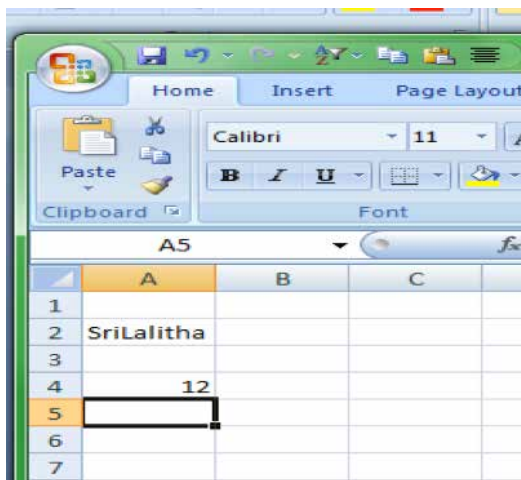 Home Insert Page Layout
Calibri 11
Paste
B I U
Clipboard Font
A5 fx
A B C
1
2 SriLalitha
3
4 12
5
6
7